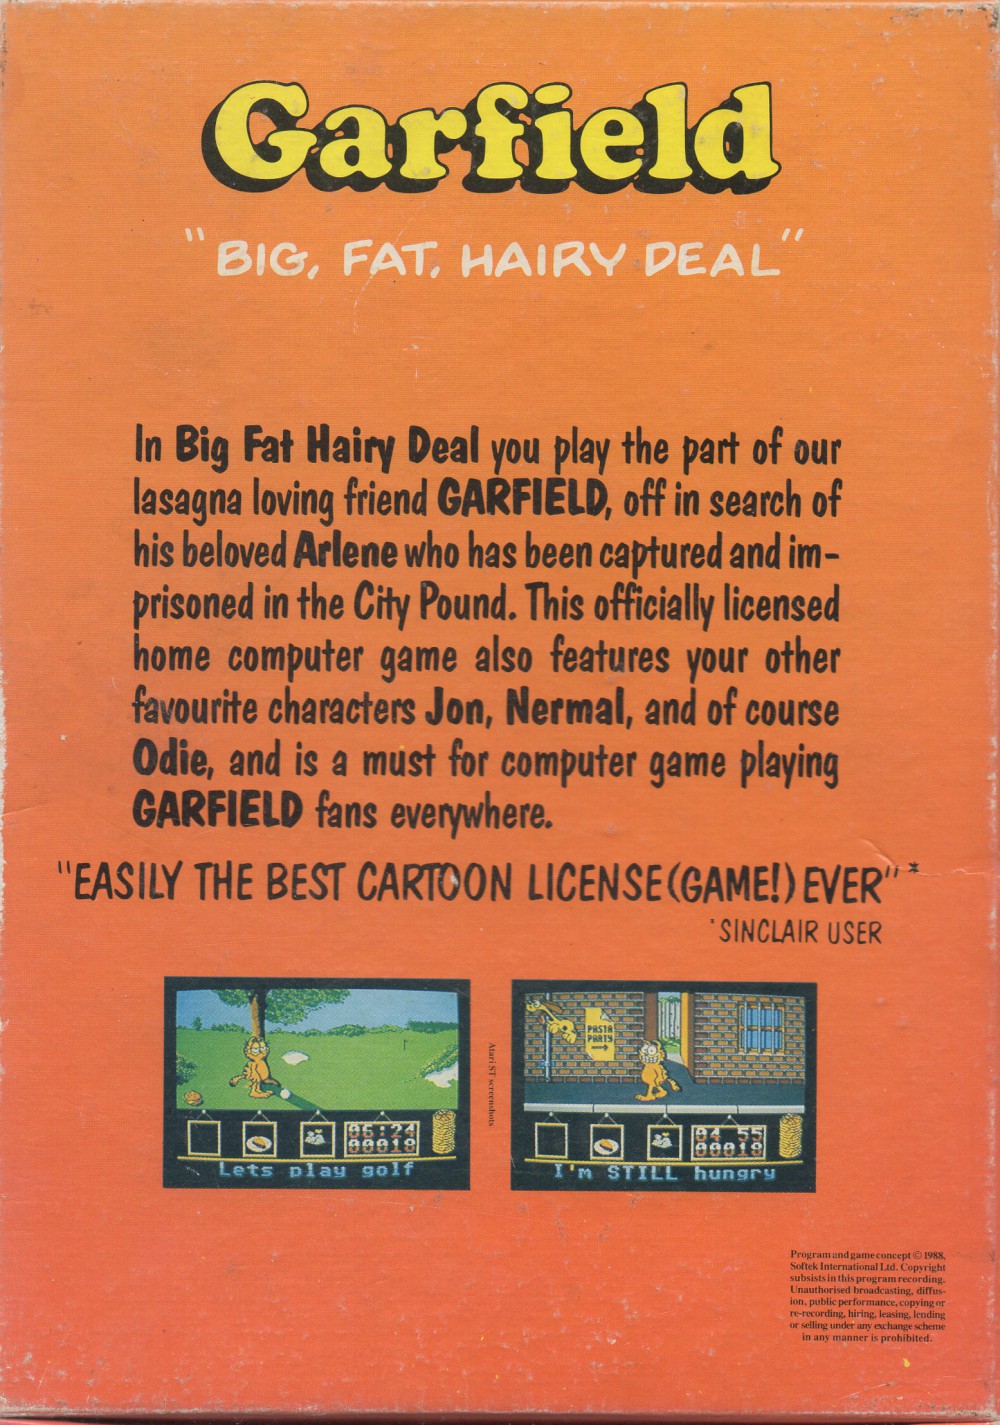 Garfield
"BIG, FAT, HAIRY DEAL"
In Big Fat Hairy Deal you play the part of our
lasagna loving friend GARFIELD, off in search of
his beloved Arlene who has been captured and im-
prisoned in the City Pound. This officially licensed
home computer game also features your other
favourite characters Jon, Nermal, and of course
Odie, and is a must for computer game playing
GARFIELD fans everywhere.
"EASILY THE BEST CARTOON LICENSE (GAME!) EVER"*
*SINCLAIR USER
06:24
00018
Lets play golf
Atari ST screenshots
PASTA
PARTY
04 55
00018
I'm STILL hungry
Program and game concept © 1988,
Softek International Ltd. Copyright
subsists in this program recording.
Unauthorised broadcasting, diffus-
ion, public performance, copying or
re-recording, hiring, leasing, lending
or selling under any exchange scheme
in any manner is prohibited.